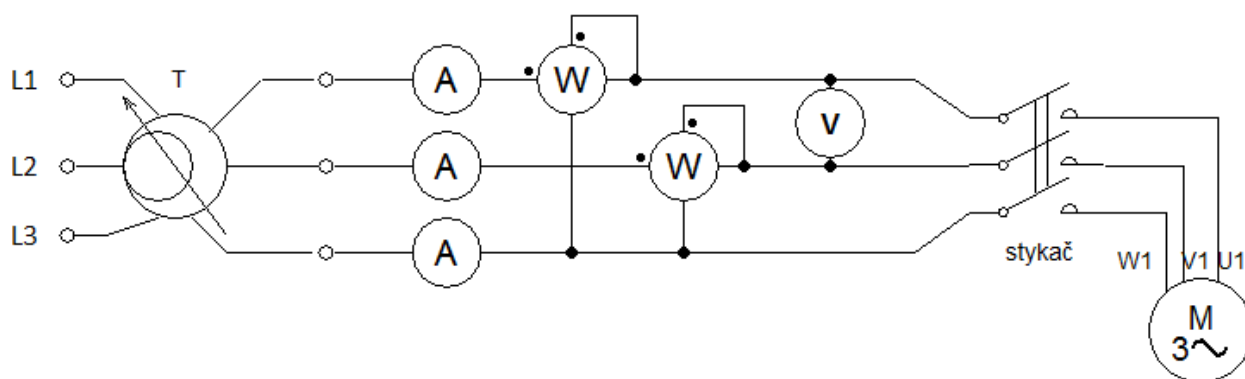 L1 T A W
L2 A W V
L3 A
stykač
W1 V1 U1
M
3